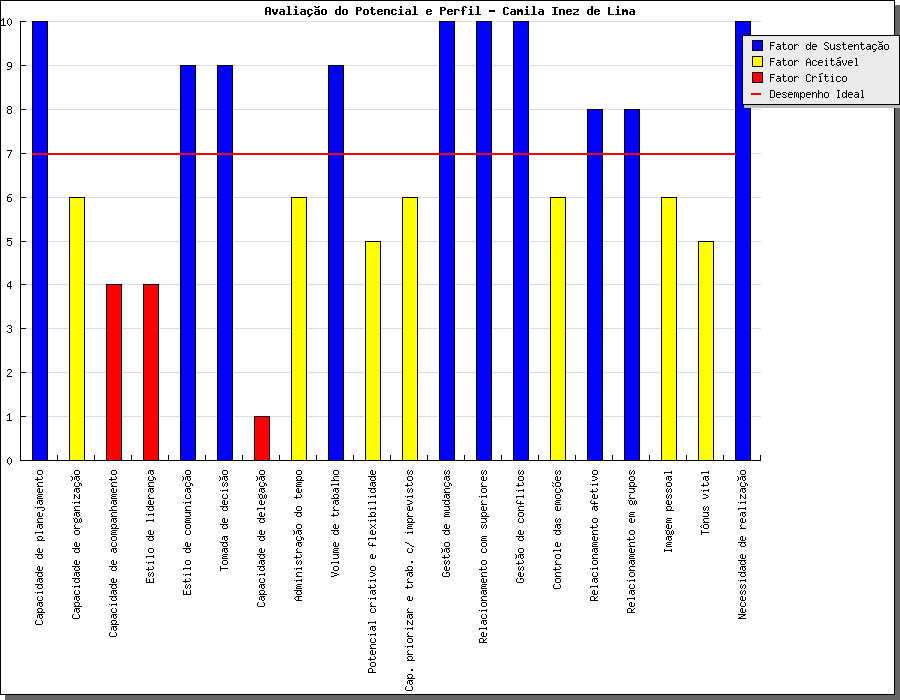 Avaliação do Potencial e Perfil - Camila Inez de Lima
Fator de Sustentação
Fator Aceitável
Fator Crítico
Desempenho Ideal
10
9
8
7
6
5
4
3
2
1
0
Capacidade de planejamento
Capacidade de organização
Capacidade de acompanhamento
Estilo de liderança
Estilo de comunicação
Tomada de decisão
Capacidade de delegação
Administração do tempo
Volume de trabalho
Potencial criativo e flexibilidade
Cap. priorizar e trab. c/ imprevistos
Gestão de mudanças
Relacionamento com superiores
Gestão de conflitos
Controle das emoções
Relacionamento afetivo
Relacionamento em grupos
Imagem pessoal
Tônus vital
Necessidade de realização